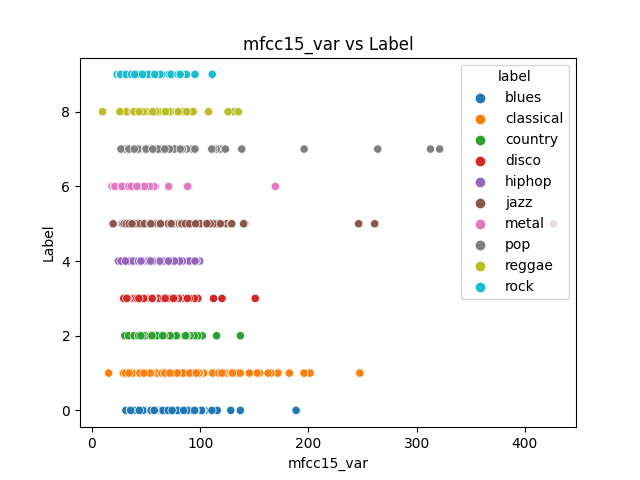 mfcc15_var vs Label
label
blues
classical
country
disco
hiphop
jazz
metal
pop
reggae
rock
Label
8
6
4
2
0
0 100 200 300 400
mfcc15_var